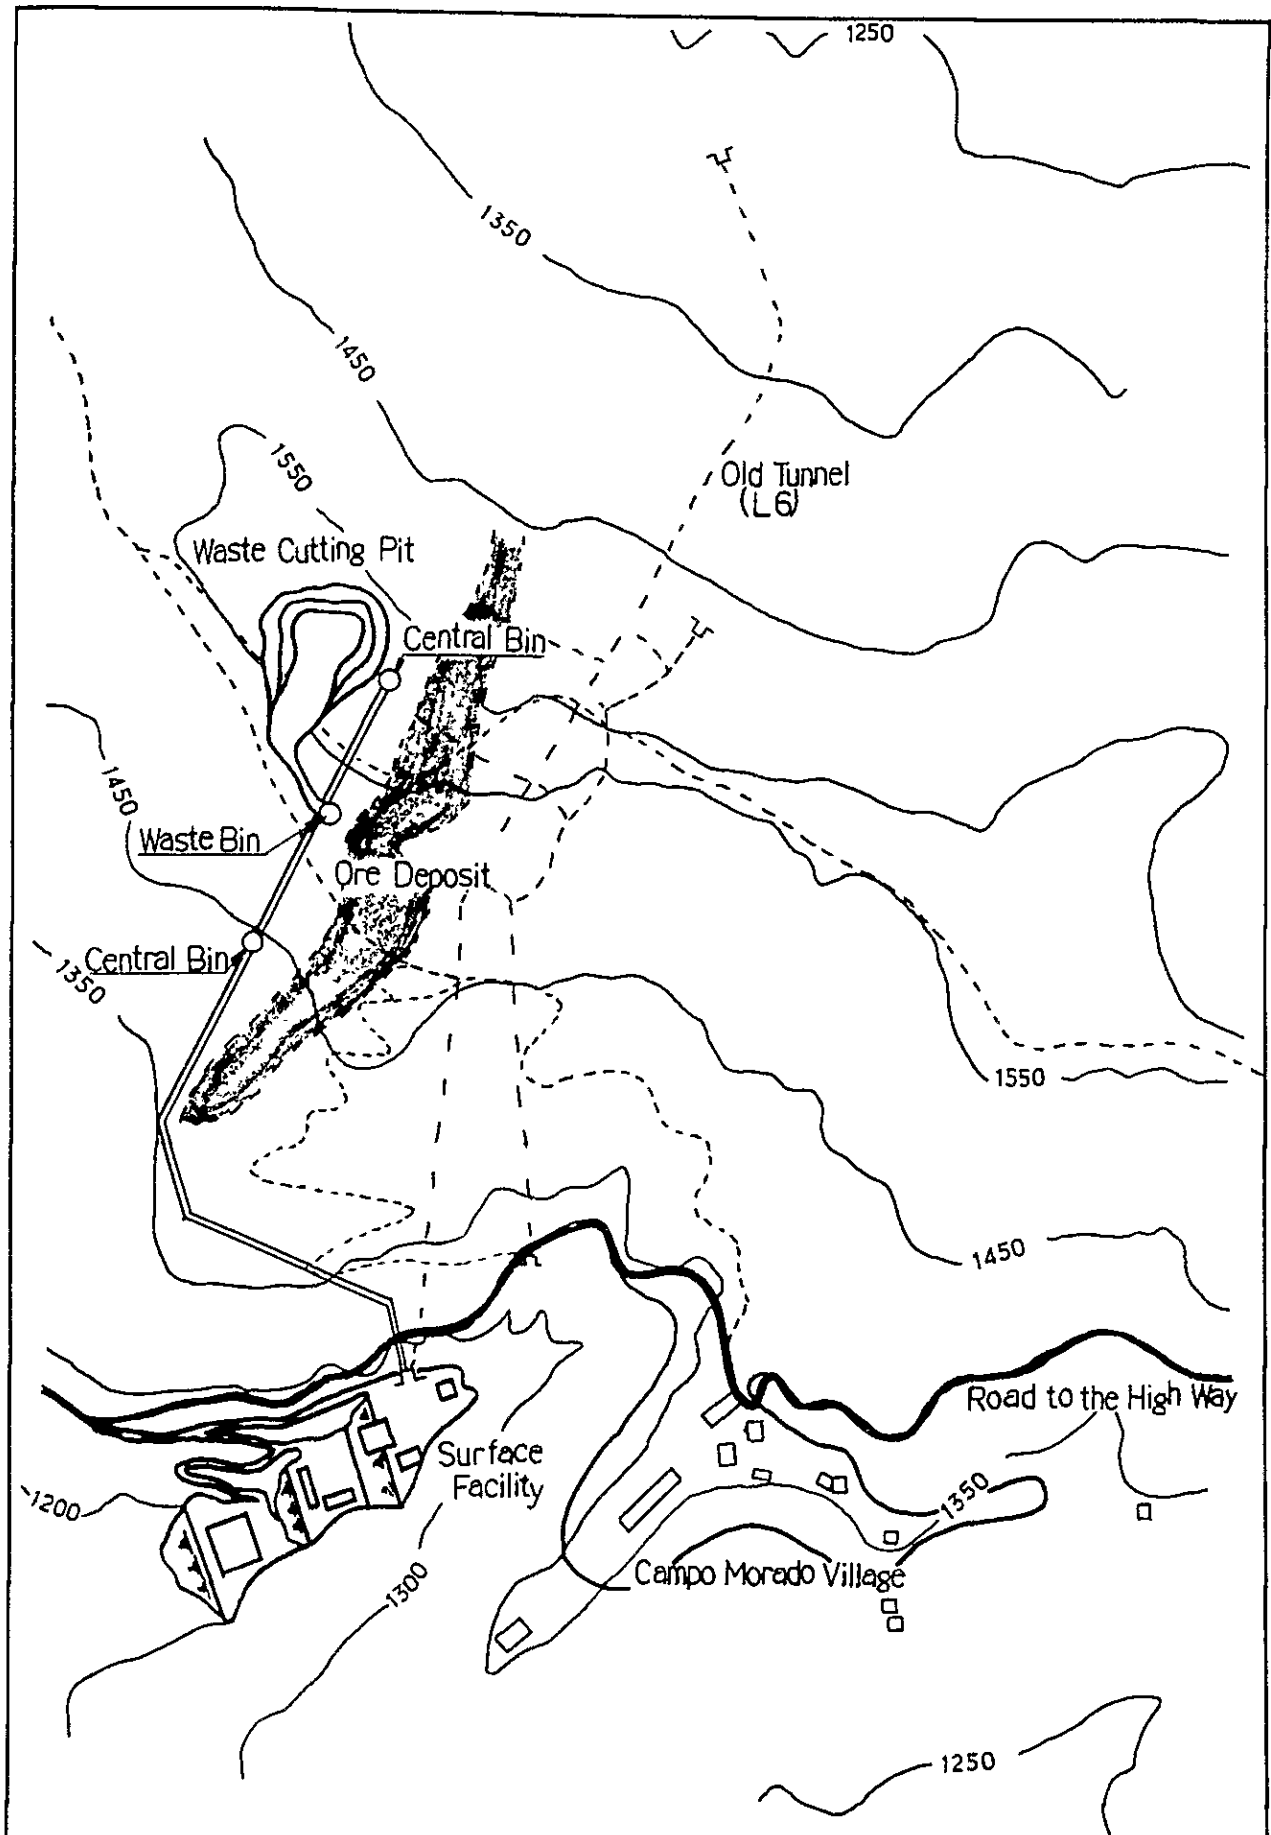 1250
1350
1450
Old Tunnel
(L6)
1550
Waste Cutting Pit
Central Bin
1450
Waste Bin
Ore Deposit
Central Bin
1350
1550
1450
Road to the High Way
Surface
Facility
1200
1350
1300
Campo Morado Village
1250